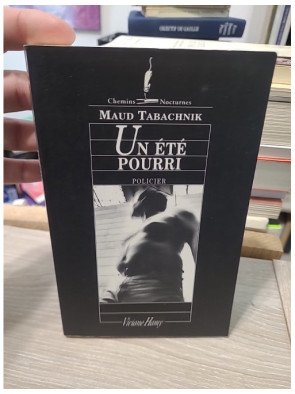 Chemins Nocturnes
MAUD TABACHNIK
UN ÉTÉ
POURRI
POLICIER
Viviane Hamy